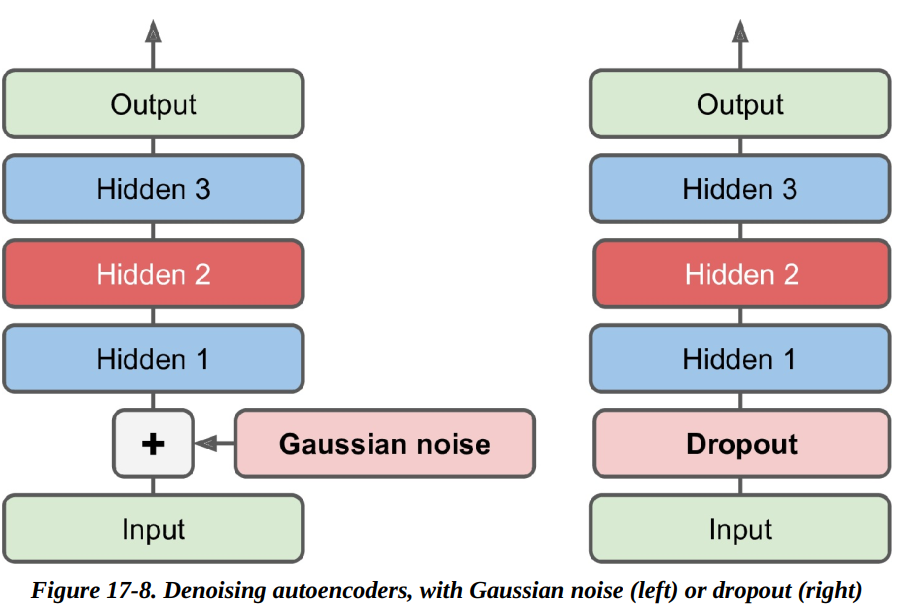 Output
Hidden 3
Hidden 2
Hidden 1
+
Gaussian noise
Input
Output
Hidden 3
Hidden 2
Hidden 1
Dropout
Input
Figure 17-8. Denoising autoencoders, with Gaussian noise (left) or dropout (right)